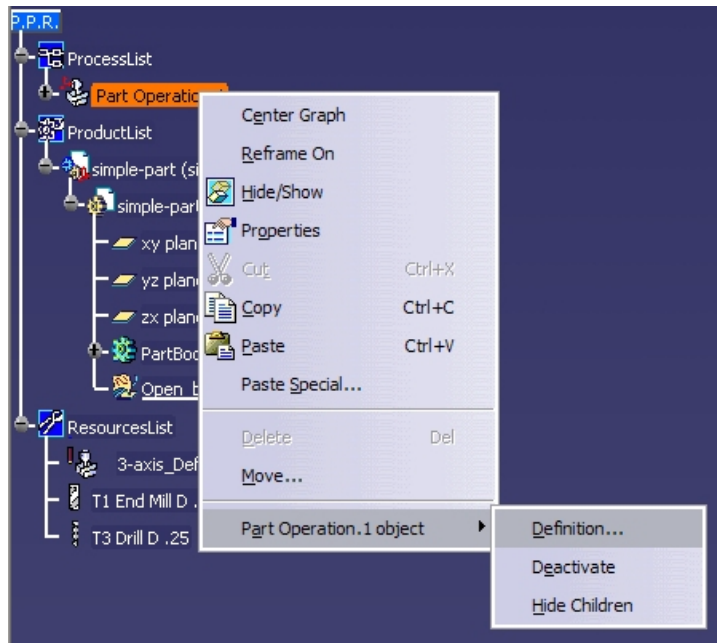 P.P.R.
ProcessList
Part Operatio
ProductList
simple-part (si
simple-par
xy plan
yz plan
zx plan
PartBod
Open_b
ResourcesList
3-axis_Def
T1 End Mill D .
T3 Drill D .25
Center Graph
Reframe On
Hide/Show
Properties
Cut Ctrl+X
Copy Ctrl+C
Paste Ctrl+V
Paste Special...
Delete Del
Move...
Part Operation.1 object
Definition...
Deactivate
Hide Children